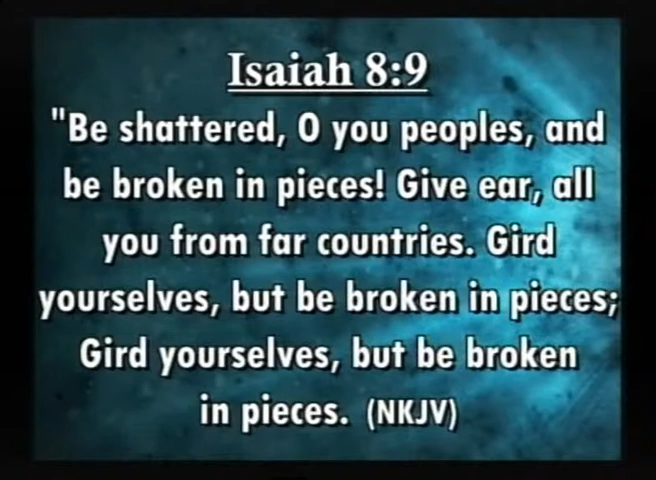 Isaiah 8:9
"Be shattered, O you peoples, and
be broken in pieces! Give ear, all
you from far countries. Gird
yourselves, but be broken in pieces;
Gird yourselves, but be broken
in pieces. (NKJV)